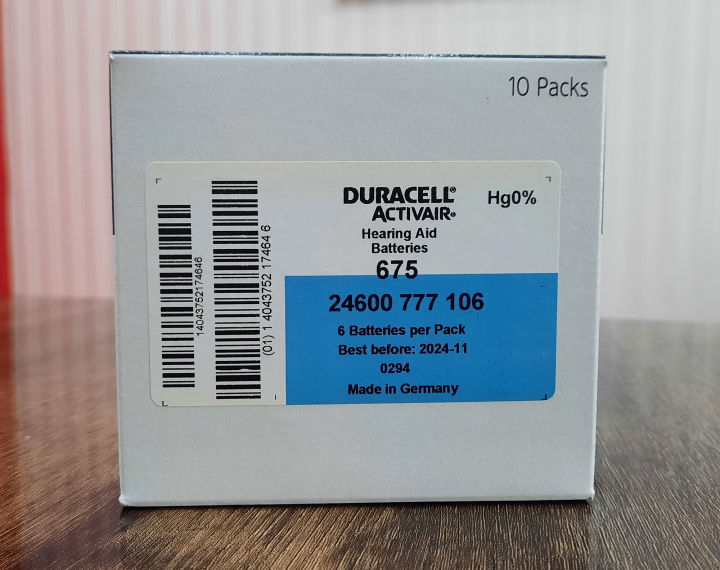 10 Packs
DURACELL®
ACTIVAIR®
Hg0%
Hearing Aid
Batteries
675
24600 777 106
6 Batteries per Pack
Best before: 2024-11
0294
Made in Germany
14043752174646
(01) 1 4043752 17464 6